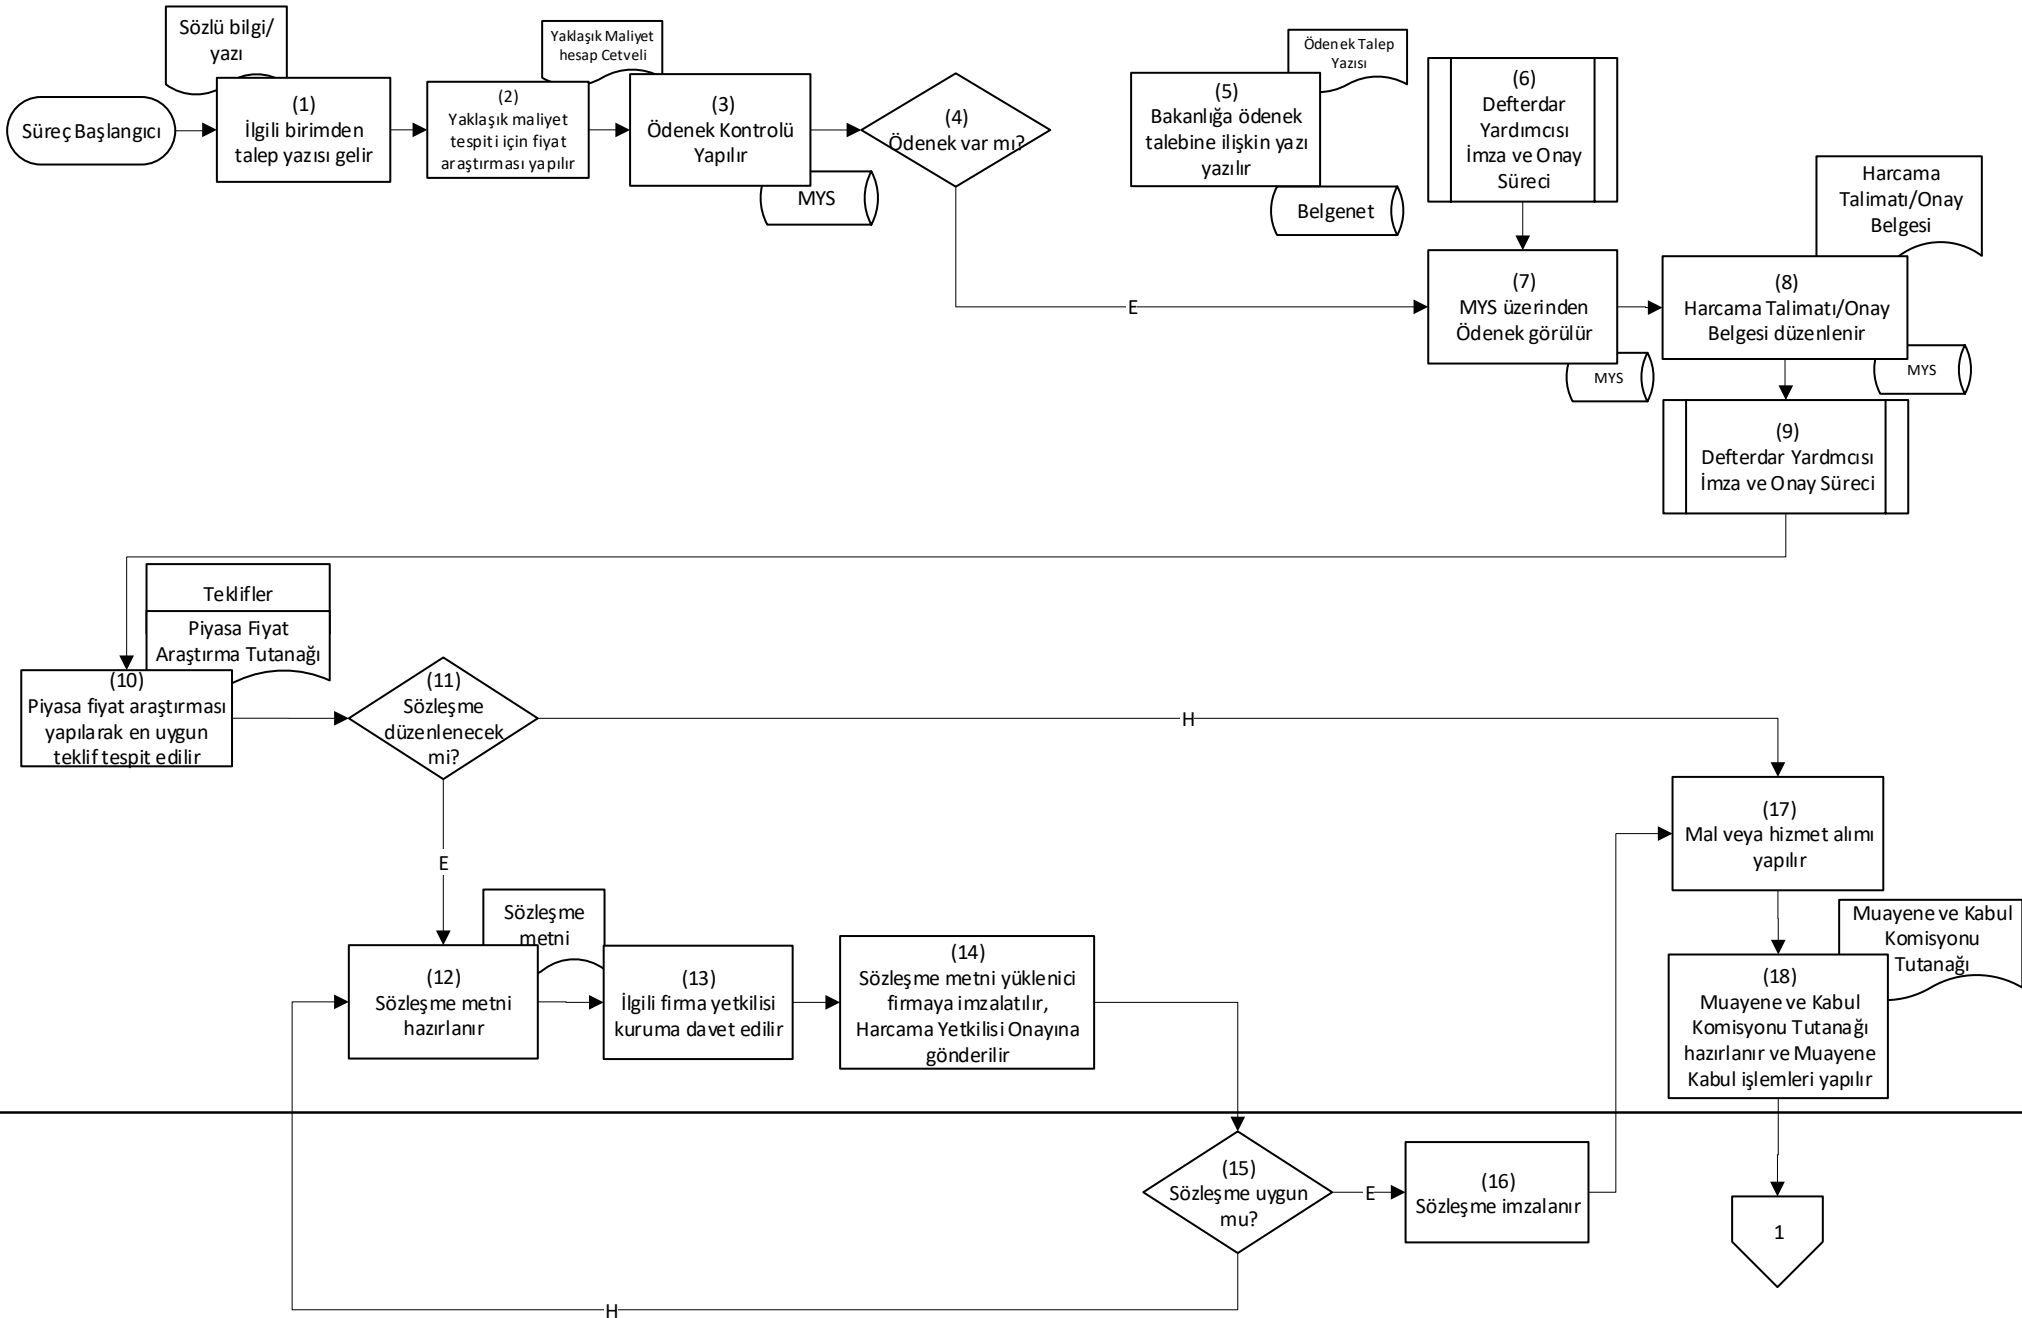 Süreç Başlangıcı
Sözlü bilgi/
yazı
(1)
İlgili birimden
talep yazısı gelir
(2)
Yaklaşık maliyet
tespiti için fiyat
araştırması yapılır
Yaklaşık Maliyet
hesap Cetveli
(3)
Ödenek Kontrolü
Yapılır
MYS
(4)
Ödenek var mı?
E
(5)
Bakanlığa ödenek
talebine ilişkin yazı
yazılır
Ödenek Talep
Yazısı
Belgenet
(6)
Defterdar
Yardımcısı
İmza ve Onay
Süreci
(7)
MYS üzerinden
Ödenek görülür
MYS
Harcama
Talimatı/Onay
Belgesi
(8)
Harcama Talimatı/Onay
Belgesi düzenlenir
MYS
(9)
Defterdar Yardmcısı
İmza ve Onay Süreci
Teklifler
Piyasa Fiyat
Araştırma Tutanağı
(10)
Piyasa fiyat araştırması
yapılarak en uygun
teklif tespit edilir
(11)
Sözleşme
düzenlenecek
mi?
H
E
(12)
Sözleşme metni
hazırlanır
Sözleşme
metni
(13)
İlgili firma yetkilisi
kuruma davet edilir
(14)
Sözleşme metni yüklenici
firmaya imzalatılır,
Harcama Yetkilisi Onayına
gönderilir
(15)
Sözleşme uygun
mu?
E
H
(16)
Sözleşme imzalanır
(17)
Mal veya hizmet alımı
yapılır
Muayene ve Kabul
Komisyonu
Tutanağı
(18)
Muayene ve Kabul
Komisyonu Tutanağı
hazırlanır ve Muayene
Kabul işlemleri yapılır
1